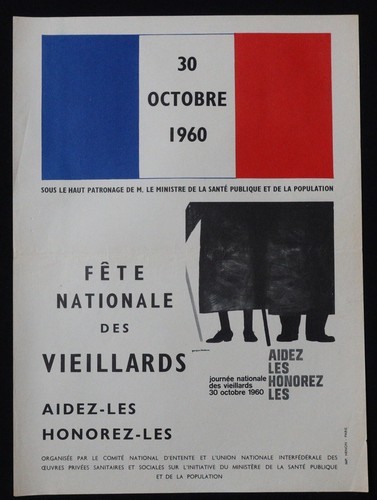 30
OCTOBRE
1960
SOUS LE HAUT PATRONAGE DE M. LE MINISTRE DE LA SANTÉ PUBLIQUE ET DE LA POPULATION
FÊTE
NATIONALE
DES
VIEILLARDS
AIDEZ-LES
HONOREZ-LES
journée nationale
des vieillards
30 octobre 1960
AIDEZ
LES
HONOREZ
LES
ORGANISÉE PAR LE COMITÉ NATIONAL D'ENTENTE ET L'UNION NATIONALE INTERFÉDÉRALE DES
ŒUVRES PRIVÉES SANITAIRES ET SOCIALES SUR L'INITIATIVE DU MINISTÈRE DE LA SANTÉ PUBLIQUE
ET DE LA POPULATION